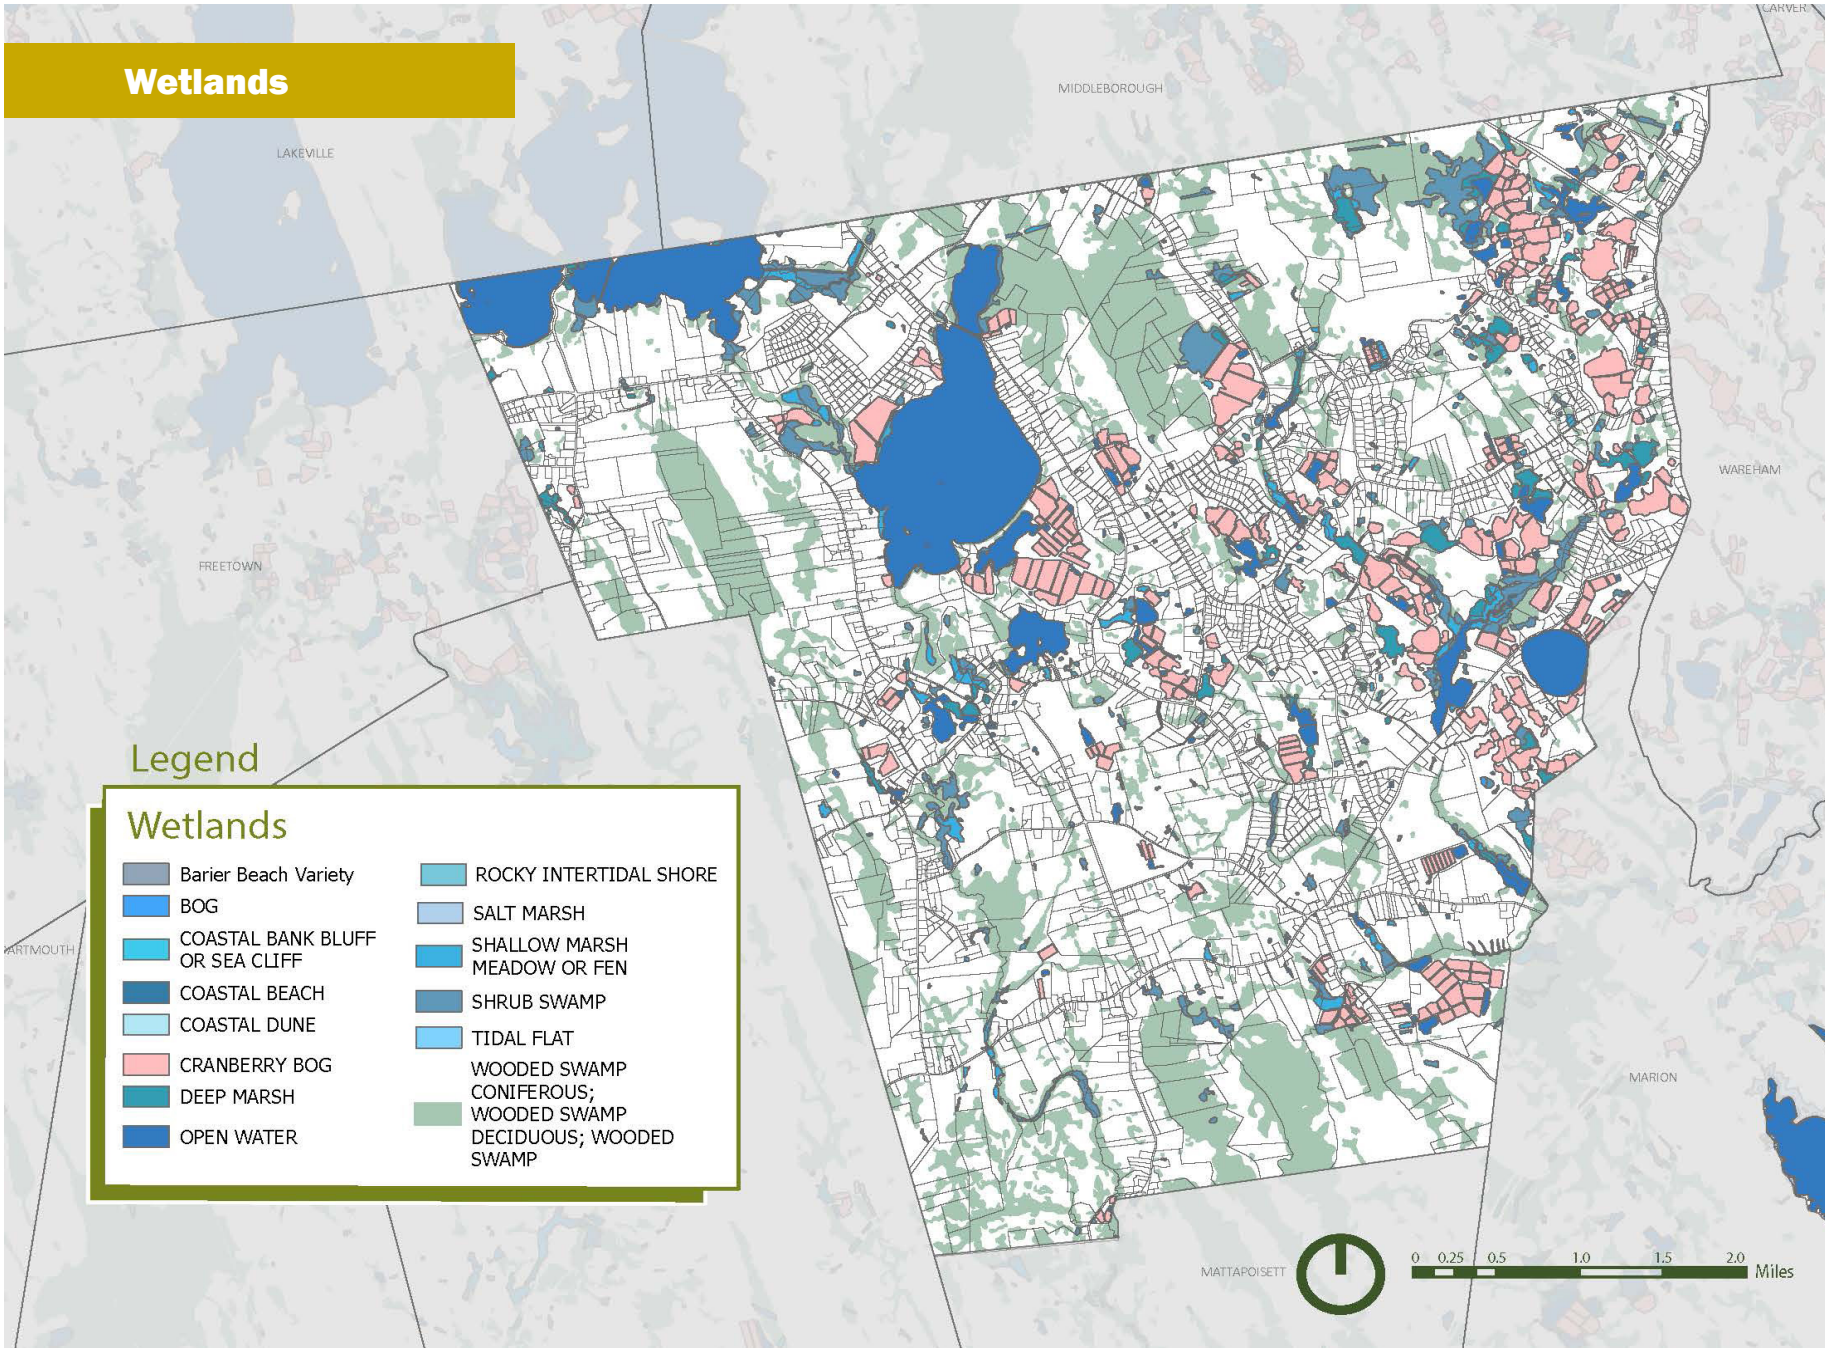 Wetlands
CARVER
MIDDLEBOROUGH
LAKEVILLE
WAREHAM
FREETOWN
ARTMOUTH
MARION
MATTAPOISETT
Legend
Wetlands
Barier Beach Variety
BOG
COASTAL BANK BLUFF
OR SEA CLIFF
COASTAL BEACH
COASTAL DUNE
CRANBERRY BOG
DEEP MARSH
OPEN WATER
ROCKY INTERTIDAL SHORE
SALT MARSH
SHALLOW MARSH
MEADOW OR FEN
SHRUB SWAMP
TIDAL FLAT
WOODED SWAMP
CONIFEROUS;
WOODED SWAMP
DECIDUOUS; WOODED
SWAMP
0 0.25 0.5 1.0 1.5 2.0
Miles